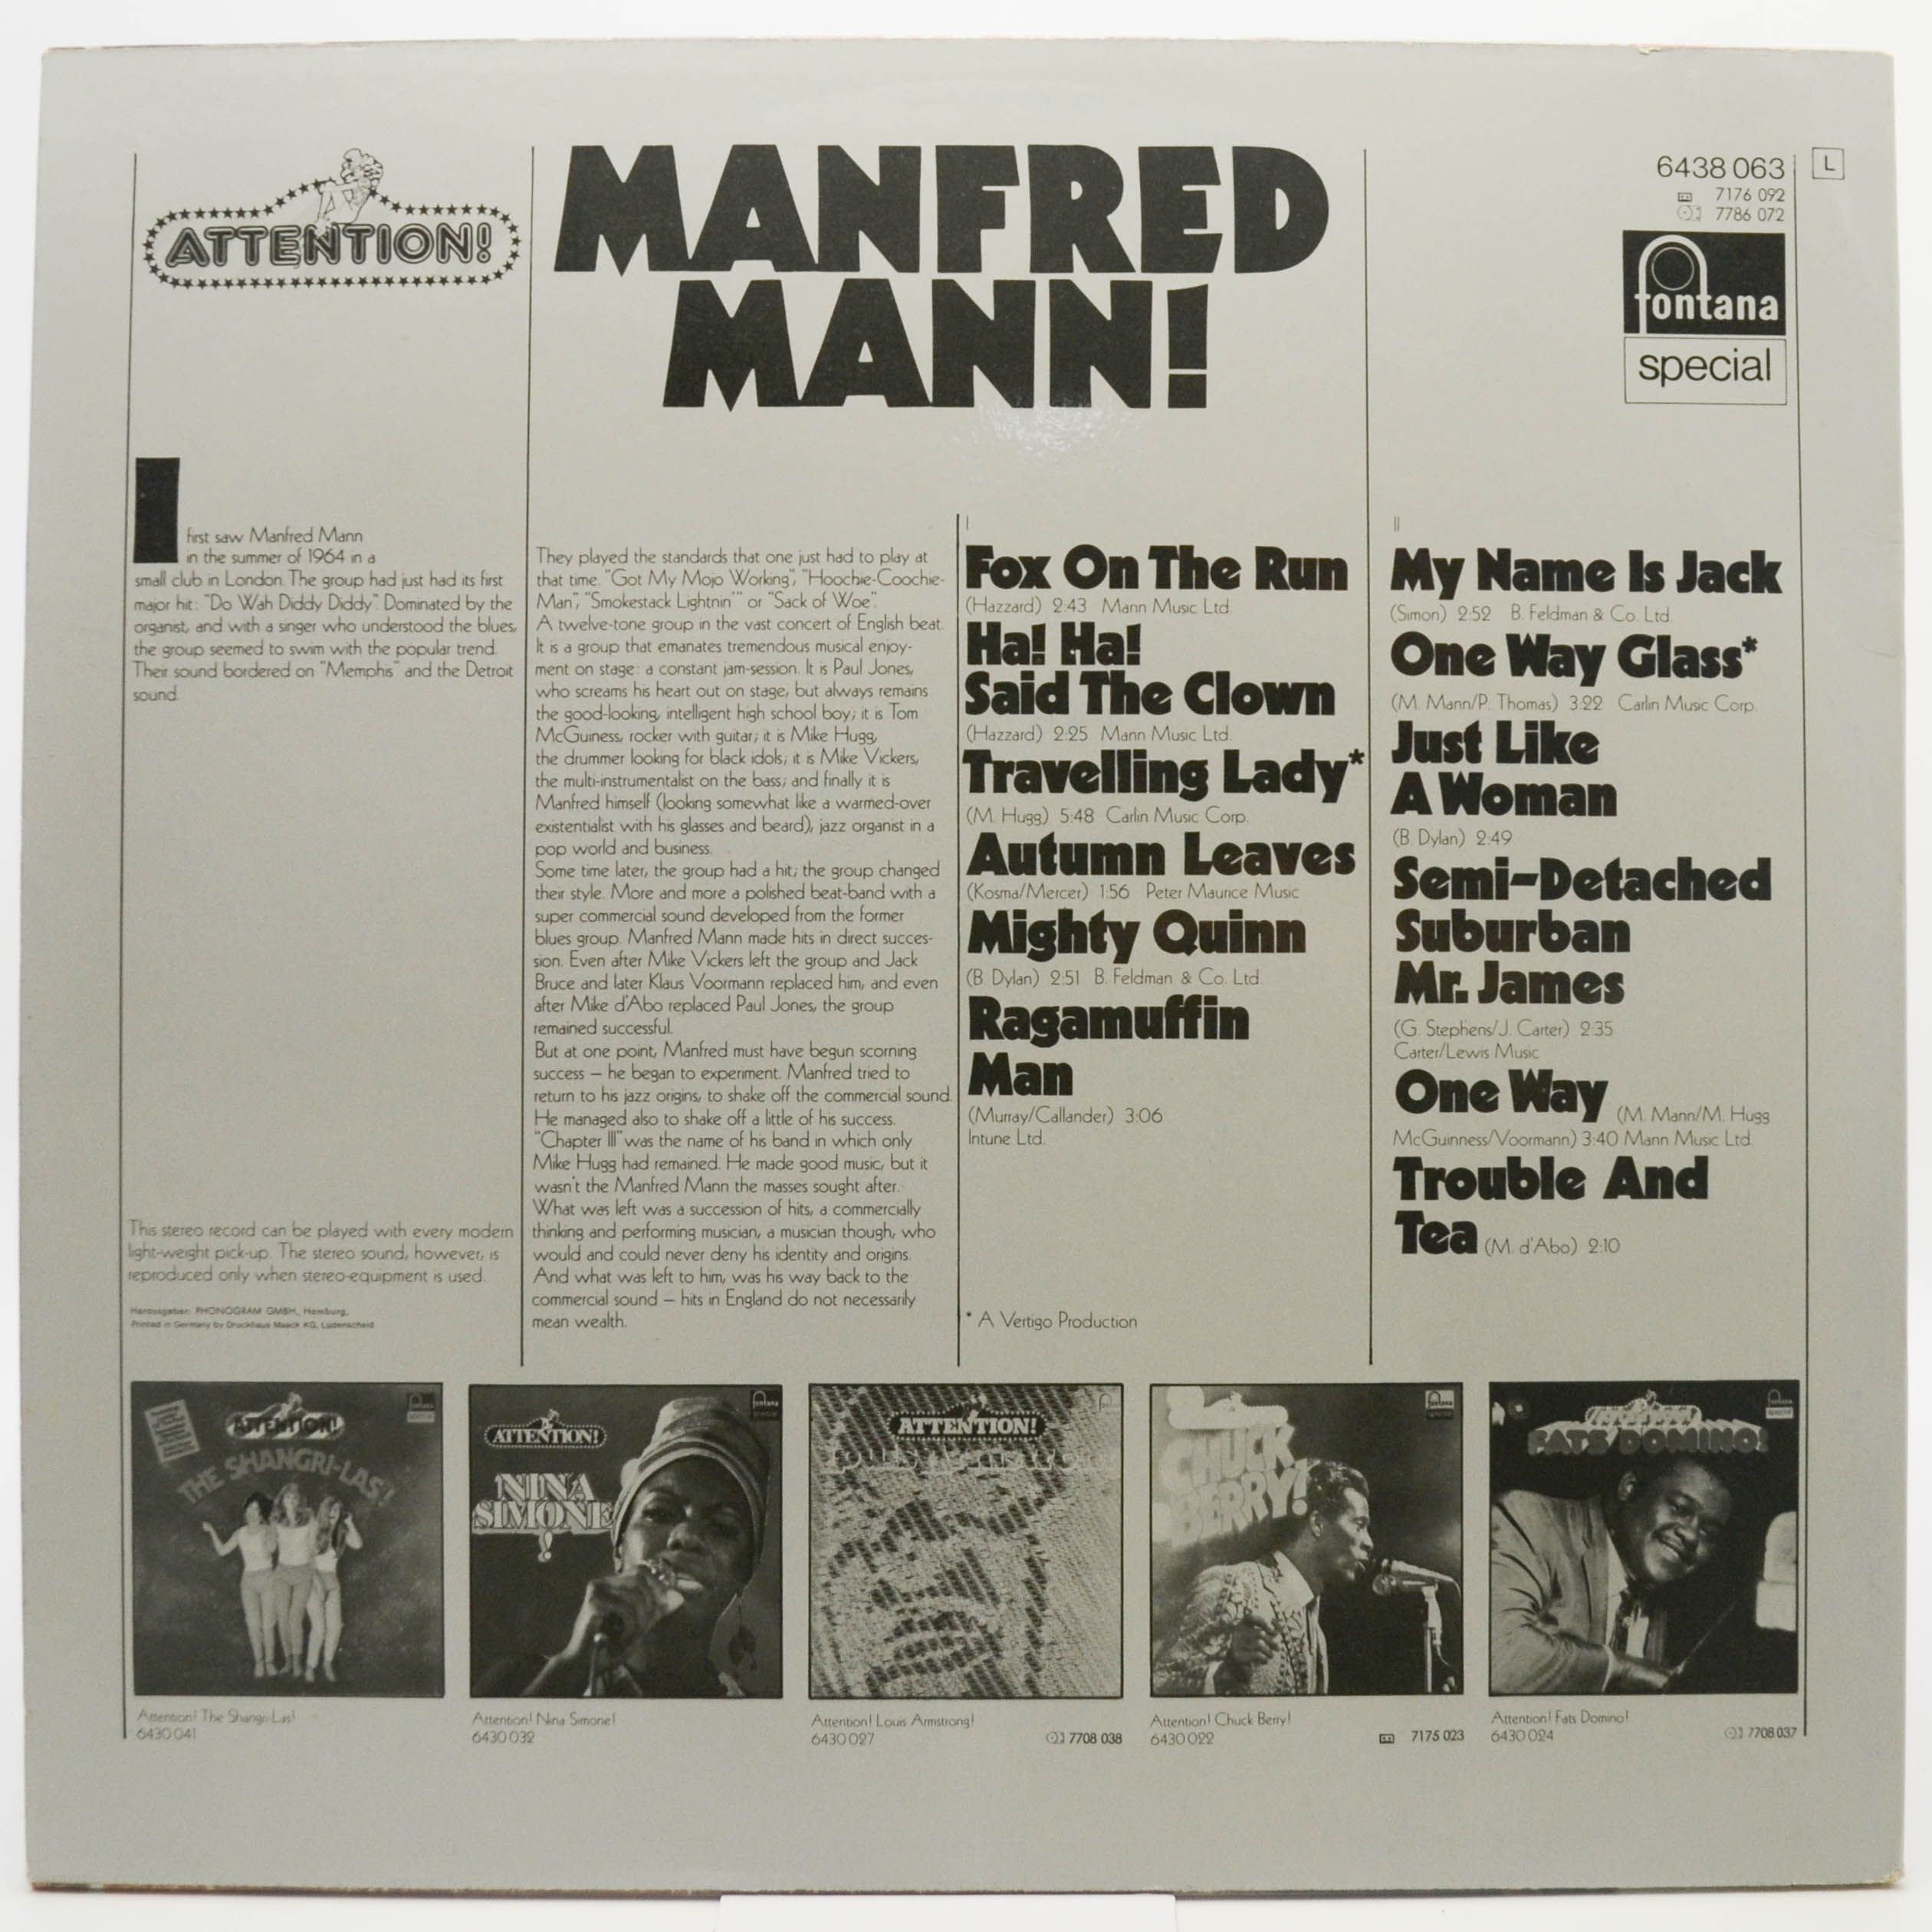 ATTENTION!
MANFRED
MANN!
6438 063
L
7176 092
7786 072
fontana
special
I
first saw Manfred Mann
in the summer of 1964 in a
small club in London. The group had just had its first
major hit: "Do Wah Diddy Diddy". Dominated by the
organist, and with a singer who understood the blues,
the group seemed to swim with the popular trend.
Their sound bordered on "Memphis" and the Detroit
sound.
This stereo record can be played with every modern
light-weight pick-up. The stereo sound, however, is
reproduced only when stereo-equipment is used.
Herausgeber: PHONOGRAM GMBH., Hamburg,
Printed in Germany by Druckhaus Maack KG, Lüdenscheid
They played the standards that one just had to play at
that time. "Got My Mojo Working", "Hoochie-Coochie-
Man", "Smokestack Lightnin'" or "Sack of Woe".
A twelve-tone group in the vast concert of English beat.
It is a group that emanates tremendous musical enjoy-
ment on stage: a constant jam-session. It is Paul Jones,
who screams his heart out on stage, but always remains
the good-looking, intelligent high school boy; it is Tom
McGuiness, rocker with guitar; it is Mike Hugg,
the drummer looking for black idols; it is Mike Vickers,
the multi-instrumentalist on the bass; and finally it is
Manfred himself (looking somewhat like a warmed-over
existentialist with his glasses and beard), jazz organist in a
pop world and business.
Some time later, the group had a hit; the group changed
their style. More and more a polished beat-band with a
super commercial sound developed from the former
blues group. Manfred Mann made hits in direct succes-
sion. Even after Mike Vickers left the group and Jack
Bruce and later Klaus Voormann replaced him, and even
after Mike d'Abo replaced Paul Jones, the group
remained successful.
But at one point, Manfred must have begun scorning
success – he began to experiment. Manfred tried to
return to his jazz origins, to shake off the commercial sound.
He managed also to shake off a little of his success.
"Chapter III" was the name of his band in which only
Mike Hugg had remained. He made good music, but it
wasn't the Manfred Mann the masses sought after.
What was left was a succession of hits, a commercially
thinking and performing musician, a musician though, who
would and could never deny his identity and origins.
And what was left to him, was his way back to the
commercial sound – hits in England do not necessarily
mean wealth.
I
Fox On The Run
(Hazzard) 2:43 Mann Music Ltd.
Ha! Ha!
Said The Clown
(Hazzard) 2:25 Mann Music Ltd.
Travelling Lady*
(M. Hugg) 5:48 Carlin Music Corp.
Autumn Leaves
(Kosma/Mercer) 1:56 Peter Maurice Music
Mighty Quinn
(B. Dylan) 2:51 B. Feldman & Co. Ltd.
Ragamuffin
Man
(Murray/Callander) 3:06
Intune Ltd.
* A Vertigo Production
II
My Name Is Jack
(Simon) 2:52 B. Feldman & Co. Ltd.
One Way Glass*
(M. Mann/P. Thomas) 3:22 Carlin Music Corp.
Just Like
A Woman
(B. Dylan) 2:49
Semi-Detached
Suburban
Mr. James
(G. Stephens/J. Carter) 2:35
Carter/Lewis Music
One Way (M. Mann/M. Hugg
McGuinness/Voormann) 3:40 Mann Music Ltd.
Trouble And
Tea (M. d'Abo) 2:10
ATTENTION!
THE SHANGRI-LAS!
fontana
ATTENTION!
NINA
SIMONE
!
fontana
ATTENTION!
CHUCK
BERRY!
fontana
FATS DOMINO!
Attention! The Shangri-Las!
6430 041
Attention! Nina Simone!
6430 032
Attention! Louis Armstrong!
6430 027
7708 038
Attention! Chuck Berry!
6430 022
7175 023
Attention! Fats Domino!
6430 024
7708 037